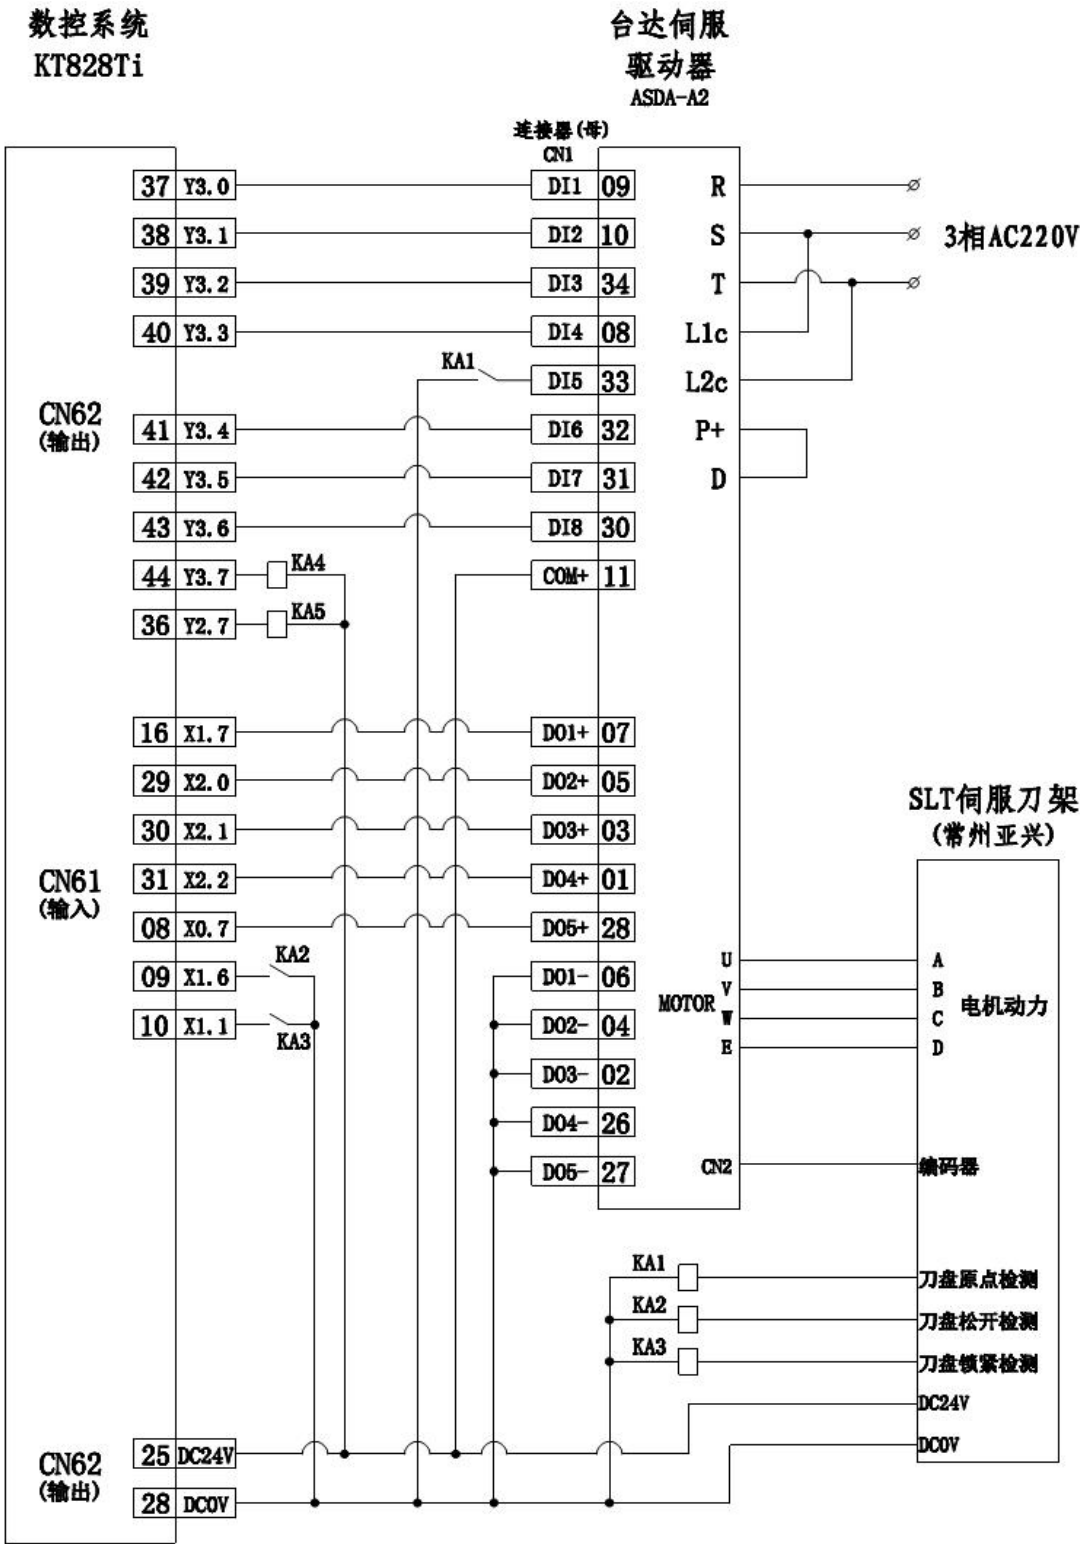 数控系统
KT828Ti
台达伺服
驱动器
ASDA-A2
连接器(母)
CN1
37 Y3.0
DI1 09
R
38 Y3.1
DI2 10
S
3相AC220V
39 Y3.2
DI3 34
T
40 Y3.3
DI4 08
L1c
KA1
DI5 33
L2c
CN62
(输出)
41 Y3.4
DI6 32
P+
42 Y3.5
DI7 31
D
43 Y3.6
DI8 30
44 Y3.7
KA4
COM+ 11
36 Y2.7
KA5
16 X1.7
DO1+ 07
29 X2.0
DO2+ 05
SLT伺服刀架
(常州亚兴)
30 X2.1
DO3+ 03
CN61
(输入)
31 X2.2
DO4+ 01
08 X0.7
DO5+ 28
09 X1.6
KA2
DO1- 06
10 X1.1
KA3
DO2- 04
DO3- 02
DO4- 26
DO5- 27
MOTOR
U
V
W
E
A
B
C
D
电机动力
CN2
编码器
KA1
刀盘原点检测
KA2
刀盘松开检测
KA3
刀盘锁紧检测
DC24V
DC0V
CN62
(输出)
25 DC24V
28 DC0V